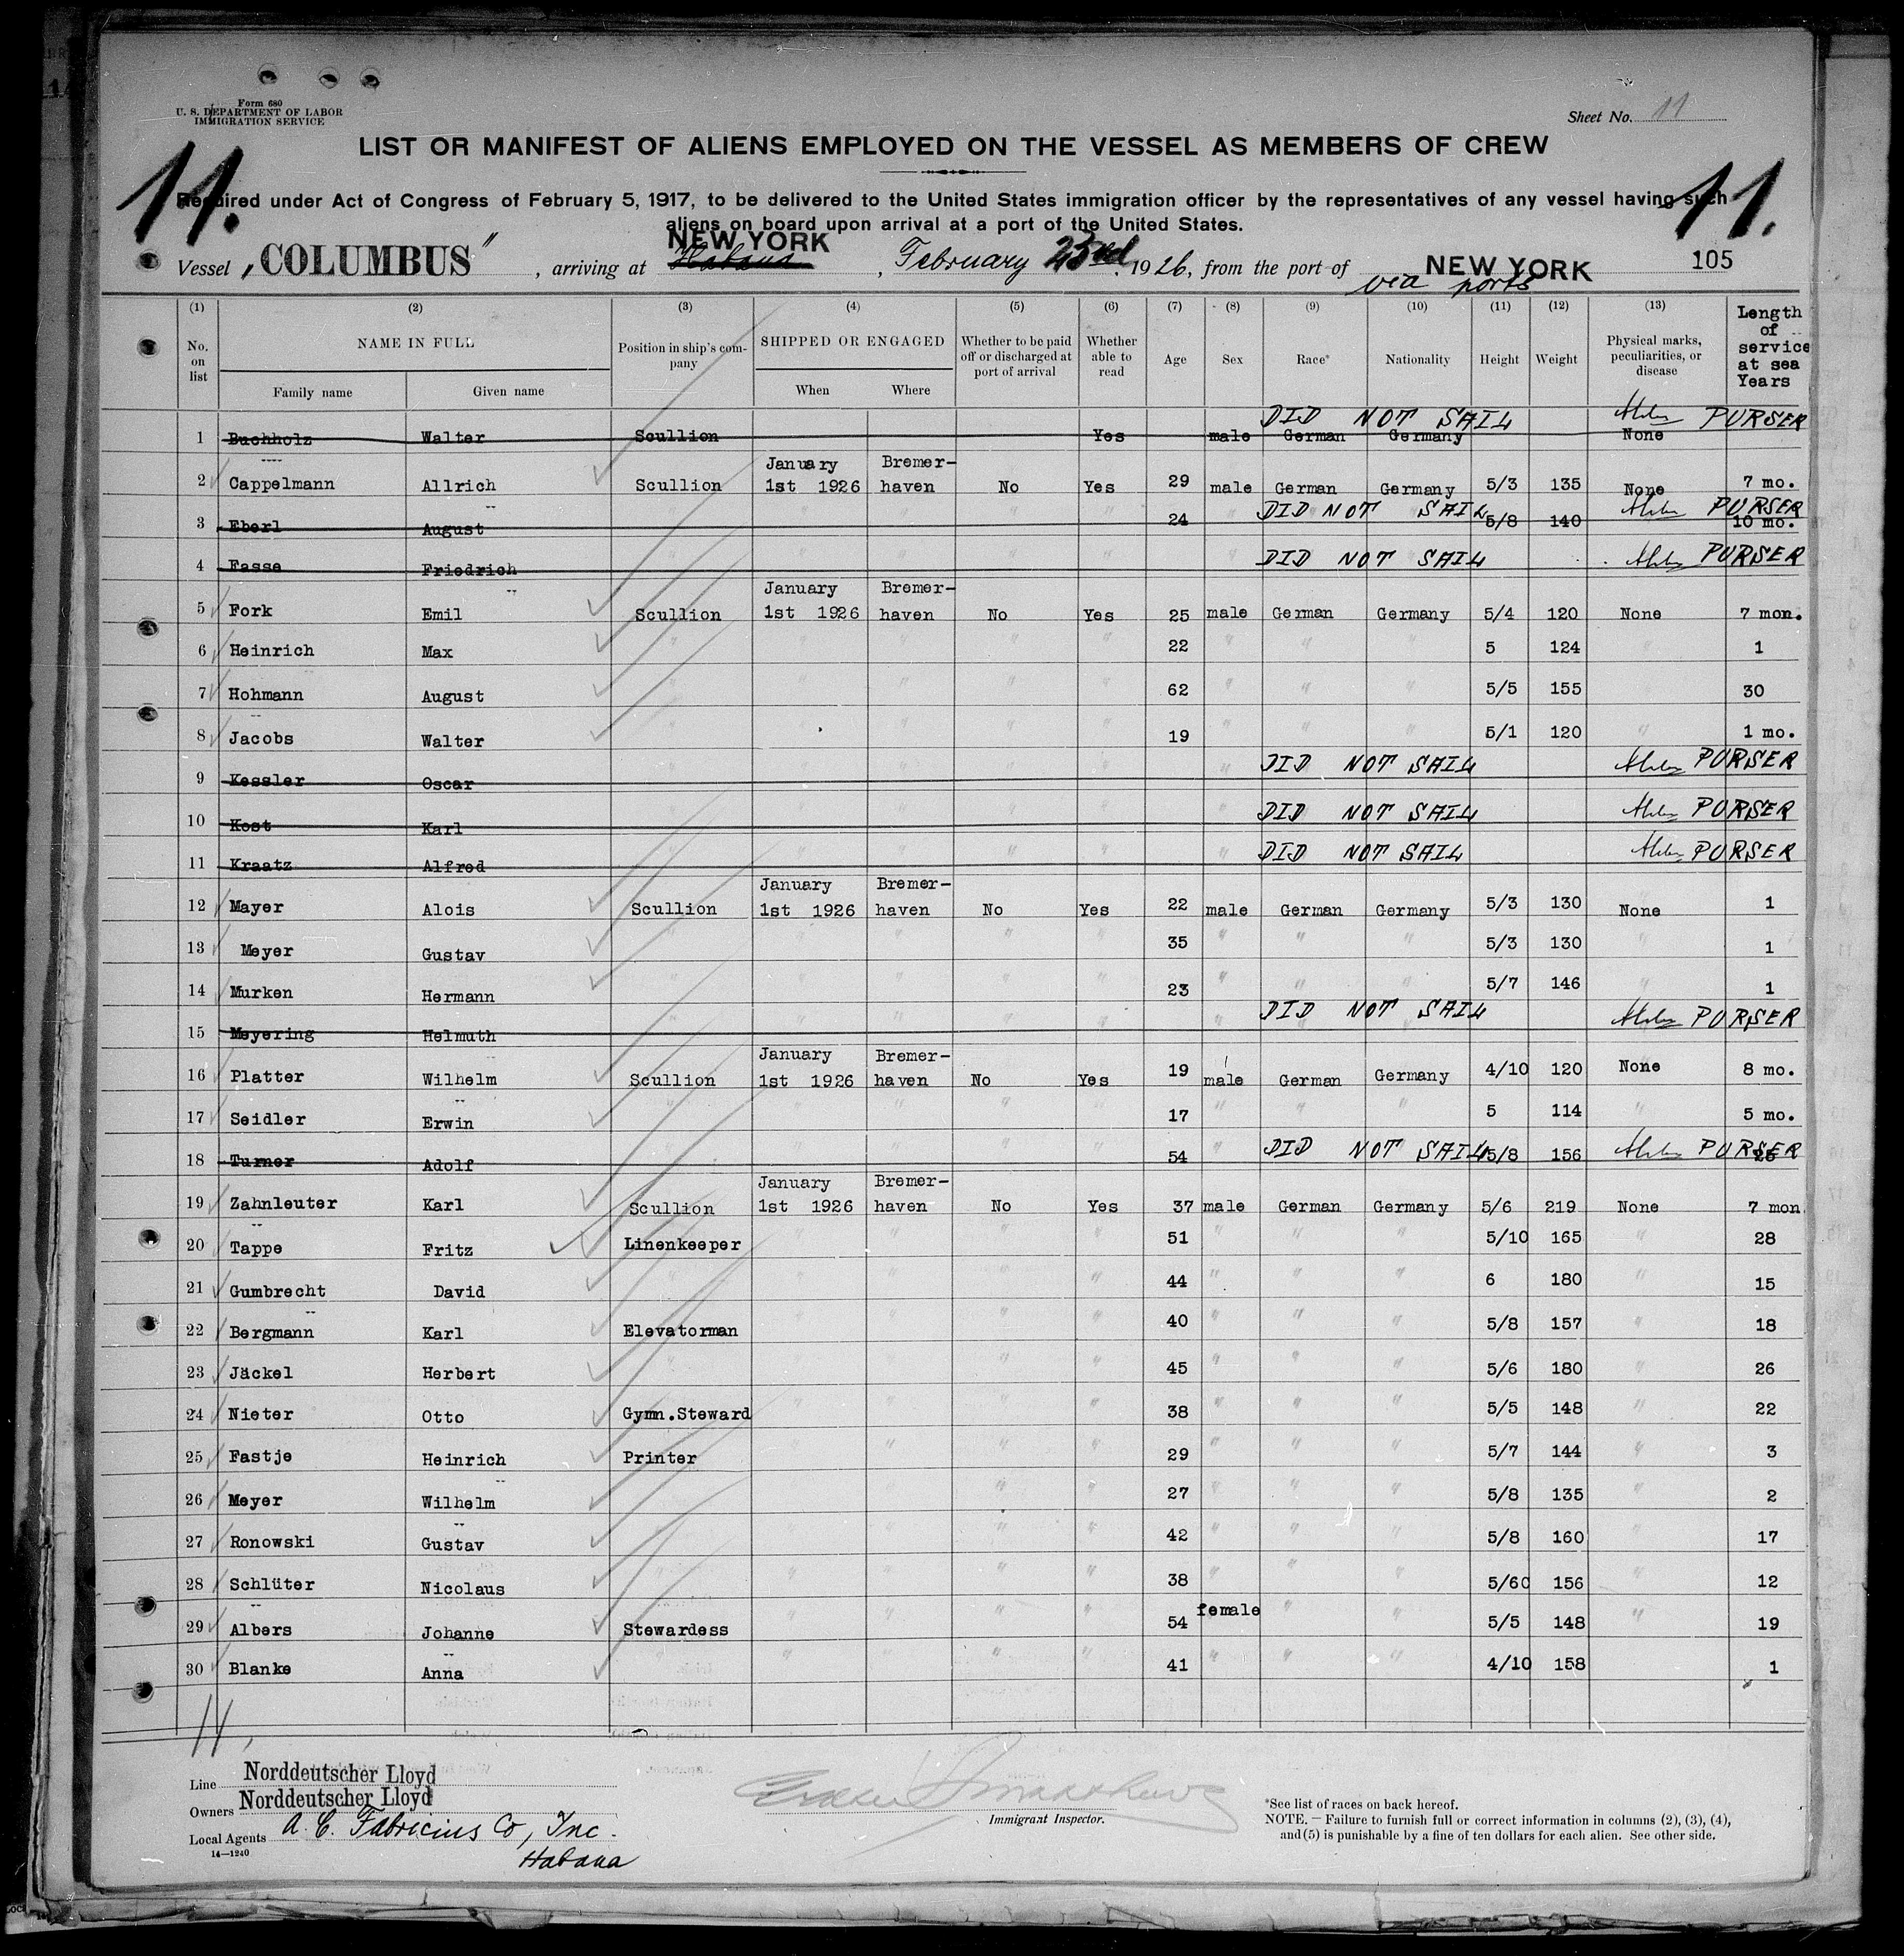 Form 680
U. S. DEPARTMENT OF LABOR
IMMIGRATION SERVICE
Sheet No. 11
LIST OR MANIFEST OF ALIENS EMPLOYED ON THE VESSEL AS MEMBERS OF CREW
11. 11.
Required under Act of Congress of February 5, 1917, to be delivered to the United States immigration officer by the representatives of any vessel having such
aliens on board upon arrival at a port of the United States.
NEW YORK
Vessel „COLUMBUS", arriving at Habana, February 23rd, 1926, from the port of NEW YORK 105
via ports
(1) (2) (3) (4) (5) (6) (7) (8) (9) (10) (11) (12) (13) Length of service at sea Years
No. on list NAME IN FULL Position in ship's company SHIPPED OR ENGAGED Whether to be paid off or discharged at port of arrival Whether able to read Age Sex Race* Nationality Height Weight Physical marks, peculiarities, or disease
Family name Given name When Where
DID NOT SAIL PURSER
1 Buchholz Walter Scullion Yes male German Germany None
January Bremer-
2 Cappelmann Allrich Scullion 1st 1926 haven No Yes 29 male German Germany 5/3 135 None 7 mo.
DID NOT SAIL PURSER
3 Eberl August " " " " 24 " 5/8 140 10 mo.
4 Fasse Friedrich " " " " " " DID NOT SAIL PURSER
January Bremer-
5 Fork Emil Scullion 1st 1926 haven No Yes 25 male German Germany 5/4 120 None 7 mon.
6 Heinrich Max " " " " " 22 " " " 5 124 " 1
7 Hohmann August " " " " " 62 " " " 5/5 155 " 30
8 Jacobs Walter " " " " " 19 " " " 5/1 120 " 1 mo.
9 Kessler Oscar " " " " " " DID NOT SAIL PURSER
10 Kost Karl " " " " " " DID NOT SAIL PURSER
11 Kraatz Alfred " " " " " " DID NOT SAIL PURSER
January Bremer-
12 Mayer Alois Scullion 1st 1926 haven No Yes 22 male German Germany 5/3 130 None 1
13 Meyer Gustav " " " " " 35 " " " 5/3 130 " 1
14 Murken Hermann " " " " " 23 " " " 5/7 146 " 1
DID NOT SAIL PURSER
15 Meyering Helmuth " " " " " "
January Bremer-
16 Platter Wilhelm Scullion 1st 1926 haven No Yes 19 male German Germany 4/10 120 None 8 mo.
17 Seidler Erwin " " " " " 17 " " " 5 114 " 5 mo.
18 Turner Adolf " " " " " 54 " DID NOT SAIL 5/8 156 PURSER 25
January Bremer-
19 Zahnleuter Karl Scullion 1st 1926 haven No Yes 37 male German Germany 5/6 219 None 7 mon
20 Tappe Fritz Linenkeeper " " " " 51 " " " 5/10 165 " 28
21 Gumbrecht David " " " " " 44 " " " 6 180 " 15
22 Bergmann Karl Elevatorman " " " " 40 " " " 5/8 157 " 18
23 Jäckel Herbert " " " " " 45 " " " 5/6 180 " 26
24 Nieter Otto Gymn.Steward " " " " 38 " " " 5/5 148 " 22
25 Fastje Heinrich Printer " " " " 29 " " " 5/7 144 " 3
26 Meyer Wilhelm " " " " " 27 " " " 5/8 135 " 2
27 Ronowski Gustav " " " " " 42 " " " 5/8 160 " 17
28 Schlüter Nicolaus " " " " " 38 " " " 5/60 156 " 12
29 Albers Johanne Stewardess " " " " 54 female " " 5/5 148 " 19
30 Blanke Anna " " " " " 41 " " " 4/10 158 1
11
Line Norddeutscher Lloyd
Owners Norddeutscher Lloyd
Local Agents A. C. Fabricius Co, Inc.
Habana
14—1240
Immigrant Inspector.
*See list of races on back hereof.
NOTE.—Failure to furnish full or correct information in columns (2), (3), (4),
and (5) is punishable by a fine of ten dollars for each alien. See other side.